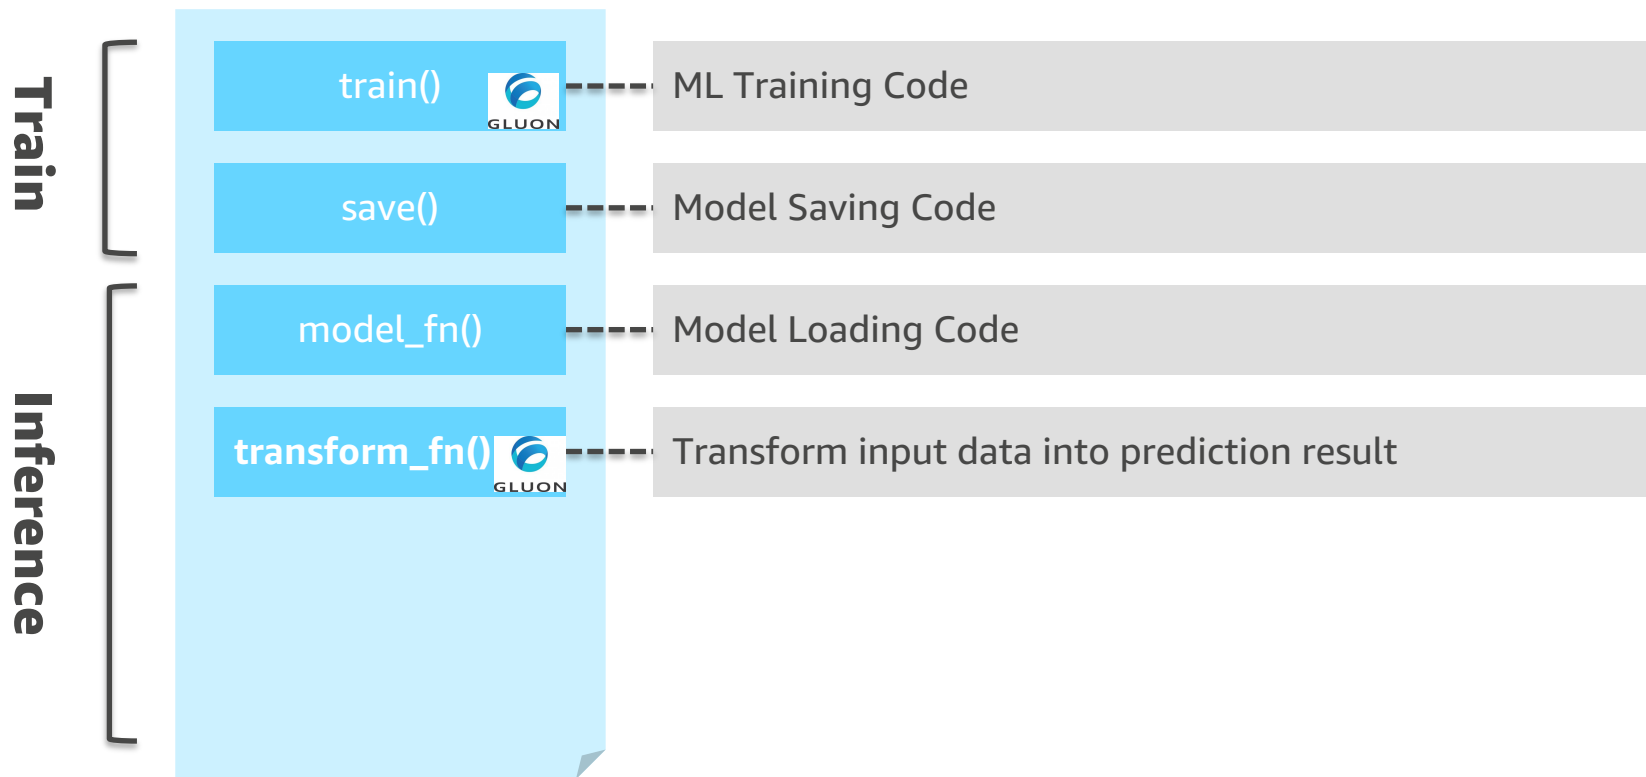 Train
train()
GLUON
ML Training Code
save()
Model Saving Code
Inference
model_fn()
Model Loading Code
transform_fn()
GLUON
Transform input data into prediction result